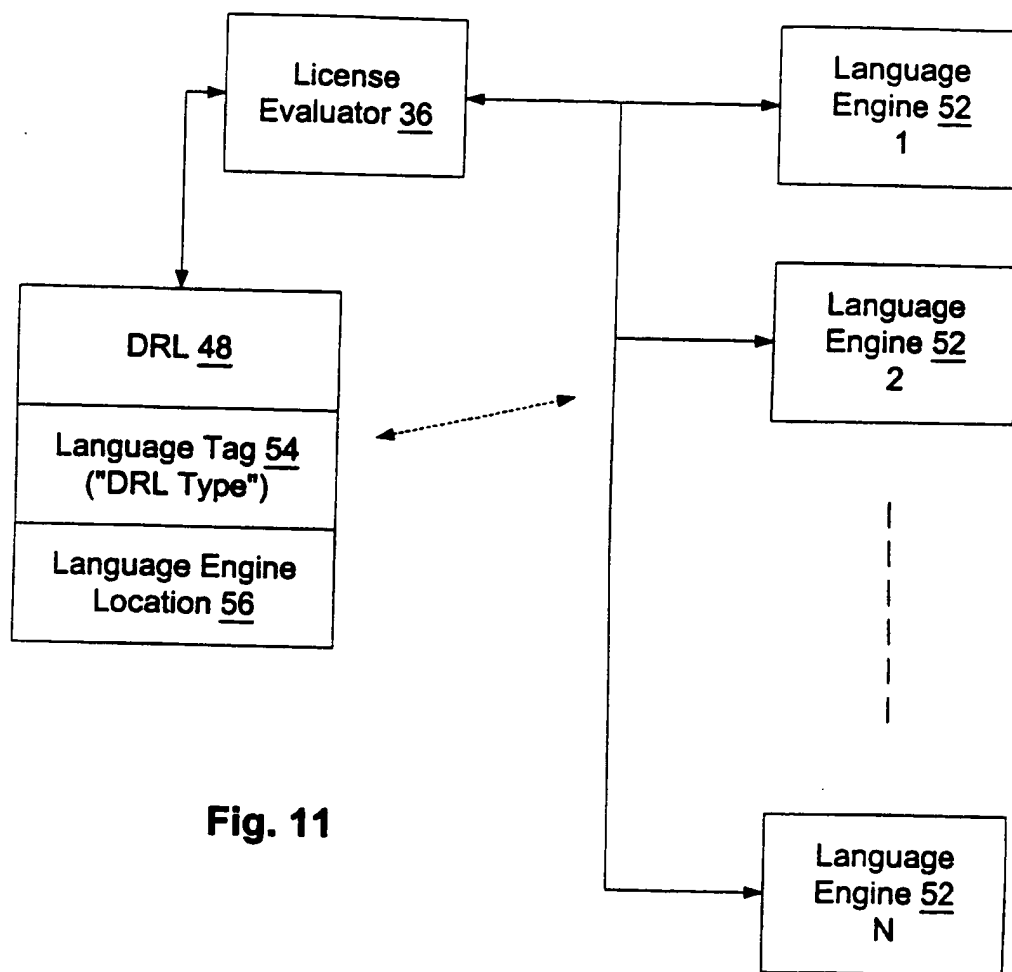 License
Evaluator 36
Language
Engine 52
1
Language
Engine 52
2
DRL 48
Language Tag 54
("DRL Type")
Language Engine
Location 56
Fig. 11
Language
Engine 52
N